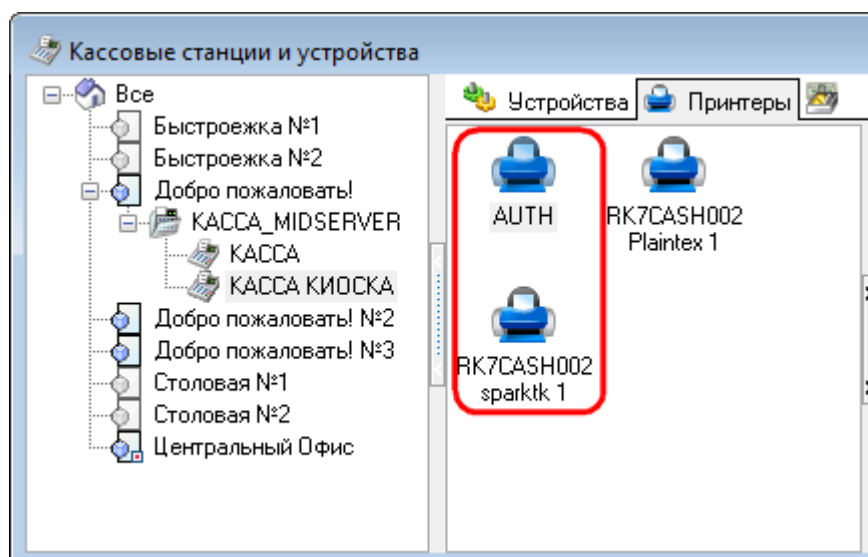 Кассовые станции и устройства
Все
Быстроежка №1
Быстроежка №2
Добро пожаловать!
КАССА_MIDSERVER
КАССА
КАССА КИОСКА
Добро пожаловать! №2
Добро пожаловать! №3
Столовая №1
Столовая №2
Центральный Офис
Устройства
Принтеры
AUTH
RK7CASH002
Plaintex 1
RK7CASH002
sparktk 1